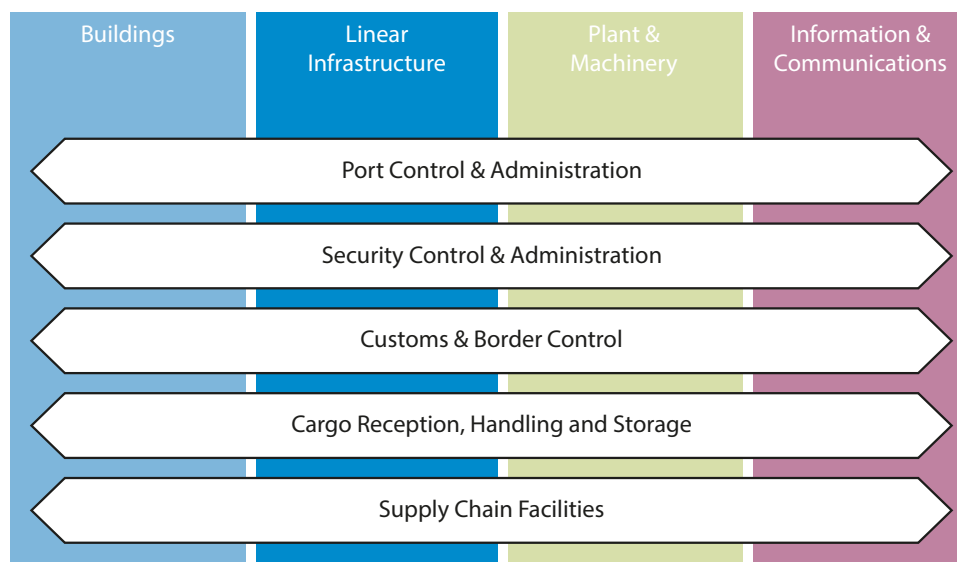 Buildings
Linear
Infrastructure
Plant &
Machinery
Information &
Communications
Port Control & Administration
Security Control & Administration
Customs & Border Control
Cargo Reception, Handling and Storage
Supply Chain Facilities